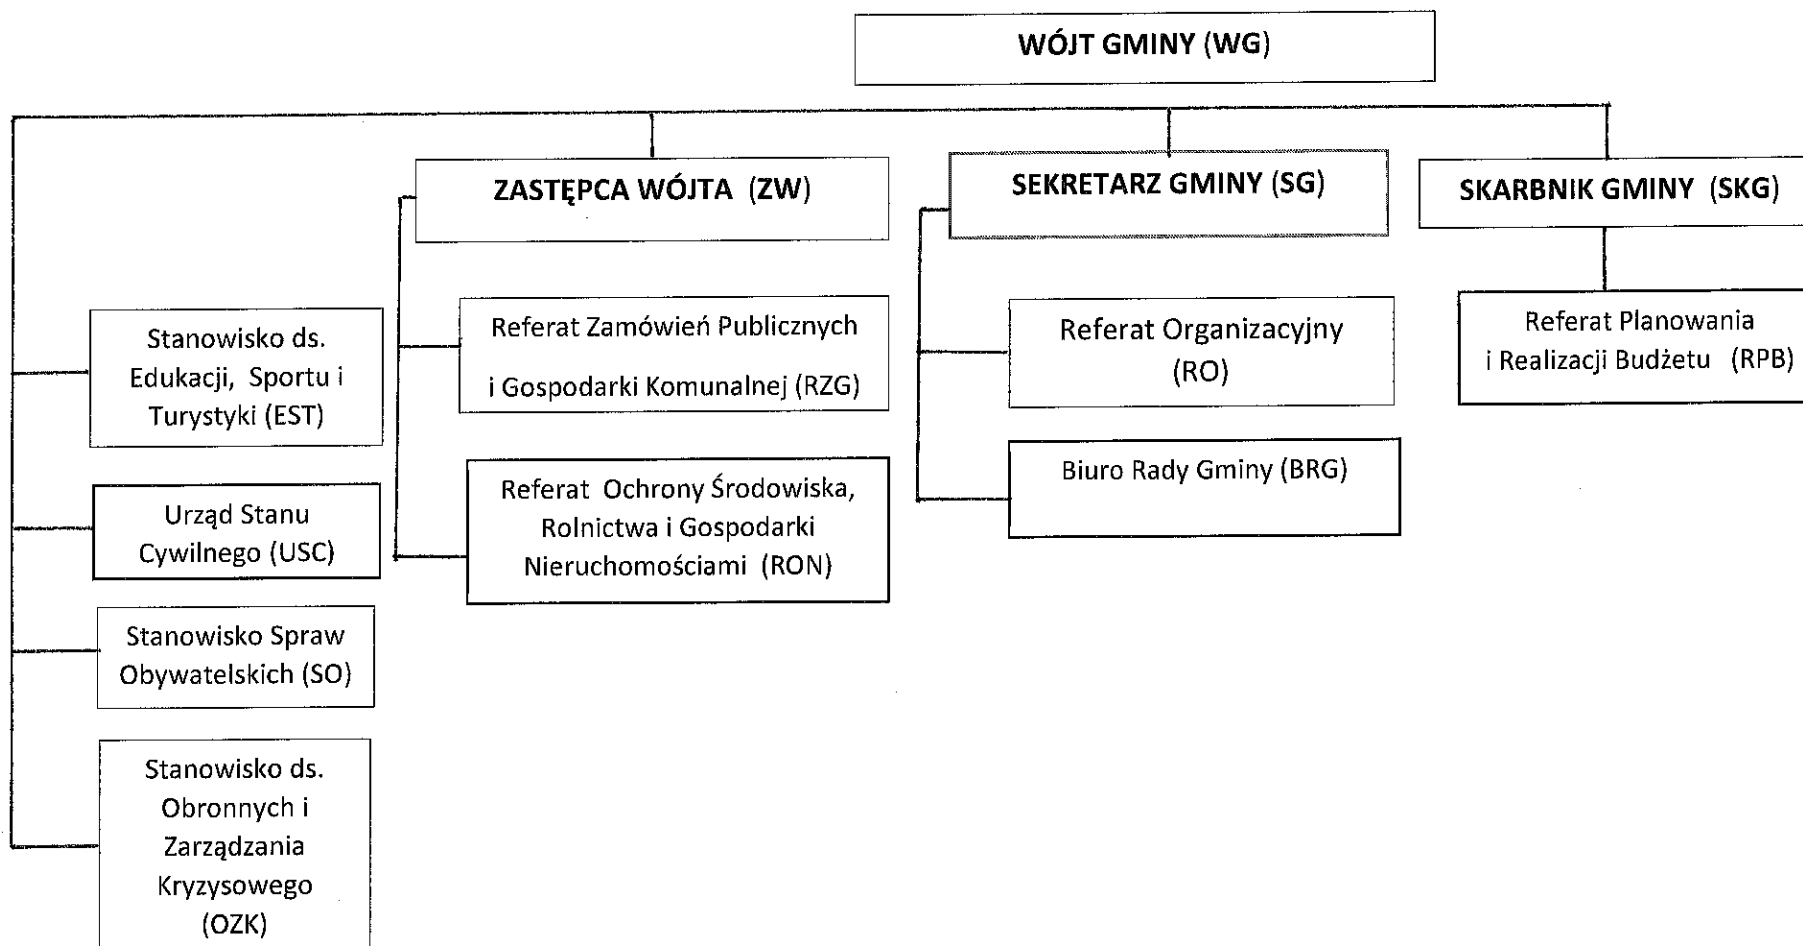 WÓJT GMINY (WG)
ZASTĘPCA WÓJTA (ZW)
SEKRETARZ GMINY (SG)
SKARBNIK GMINY (SKG)
Stanowisko ds.
Edukacji, Sportu i
Turystyki (EST)
Urząd Stanu
Cywilnego (USC)
Stanowisko Spraw
Obywatelskich (SO)
Stanowisko ds.
Obronnych i
Zarządzania
Kryzysowego
(OZK)
Referat Zamówień Publicznych
i Gospodarki Komunalnej (RZG)
Referat Ochrony Środowiska,
Rolnictwa i Gospodarki
Nieruchomościami (RON)
Referat Organizacyjny
(RO)
Biuro Rady Gminy (BRG)
Referat Planowania
i Realizacji Budżetu (RPB)